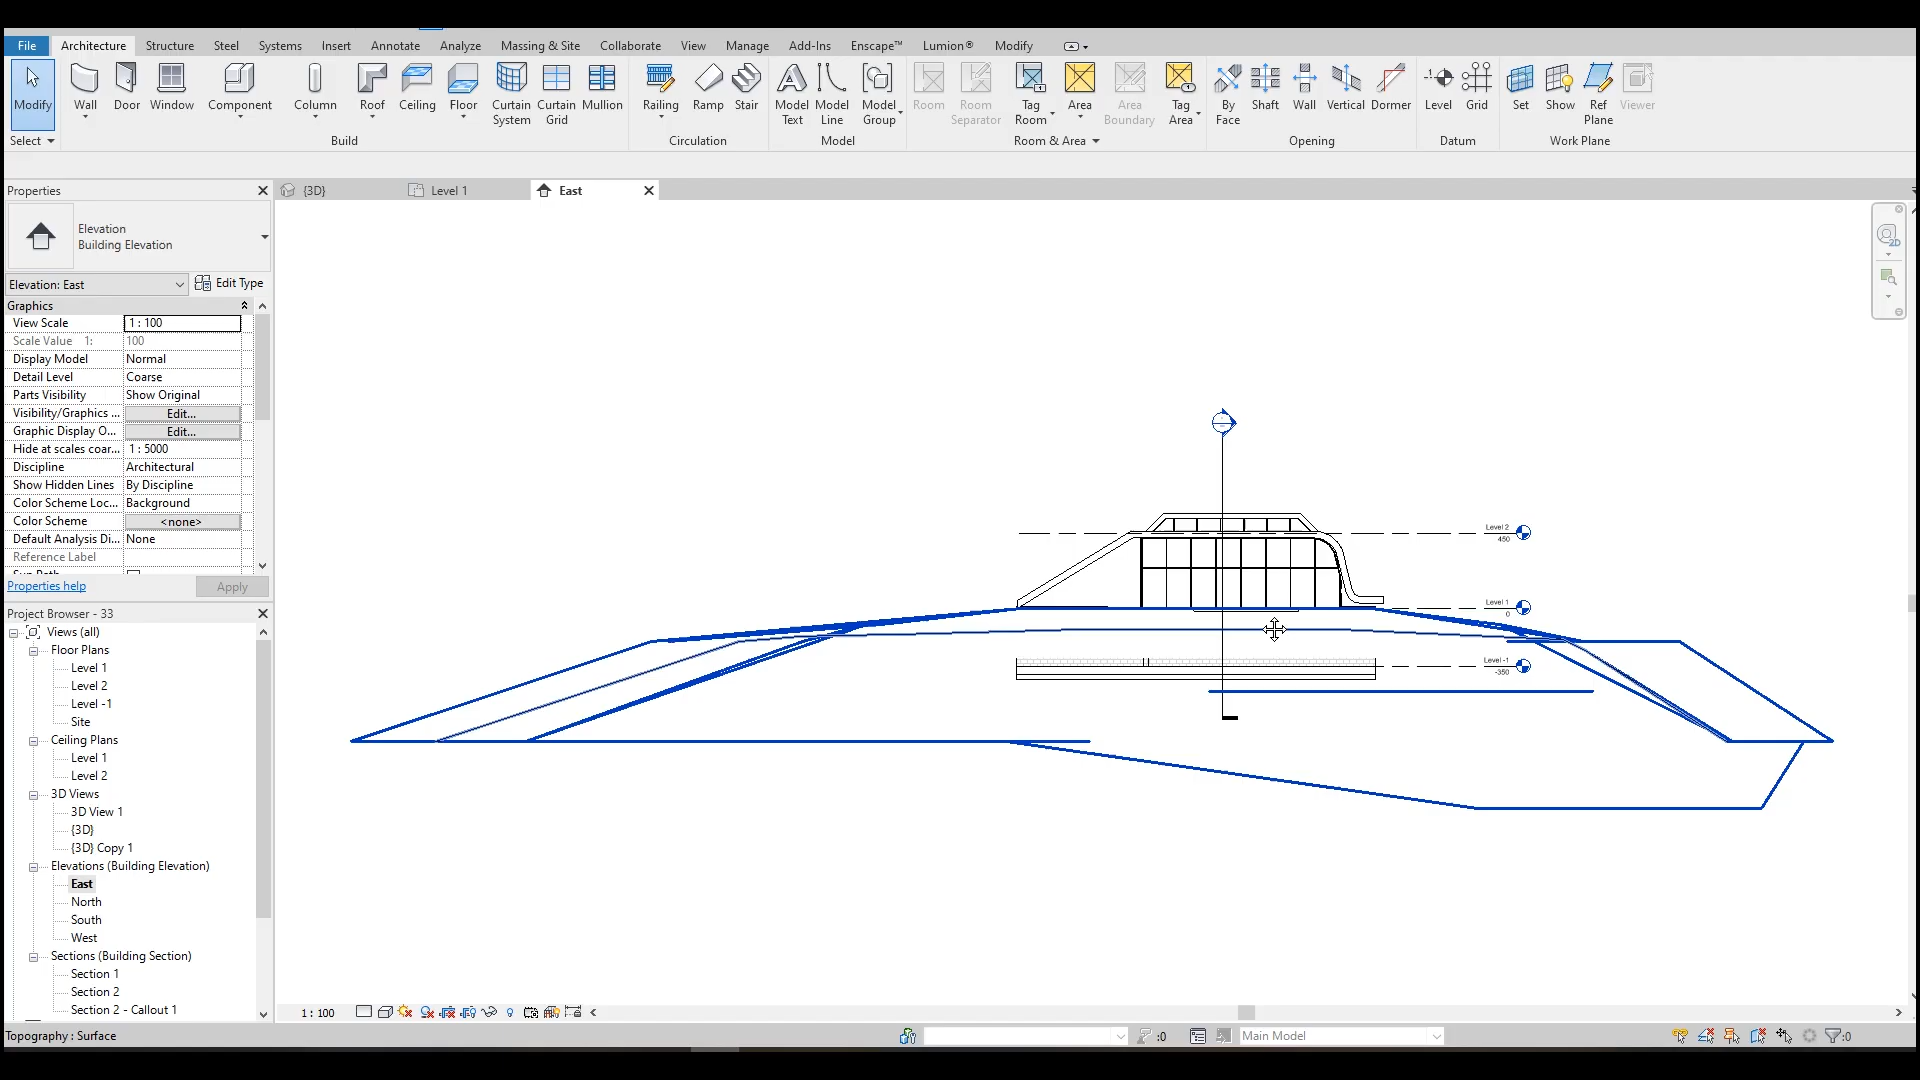 File Architecture Structure Steel Systems Insert Annotate Analyze Massing & Site Collaborate View Manage Add-Ins Enscape™ Lumion® Modify
Modify Wall Door Window Component Column Roof Ceiling Floor Curtain System Curtain Grid Mullion Railing Ramp Stair Model Text Model Line Model Group Room Room Separator Tag Room Area Area Boundary Tag Area By Face Shaft Wall Vertical Dormer Level Grid Set Show Ref Plane Viewer
Select Build Circulation Model Room & Area Opening Datum Work Plane
Properties
{3D} Level 1 East
Elevation
Building Elevation
Elevation: East Edit Type
Graphics
View Scale 1 : 100
Scale Value 1: 100
Display Model Normal
Detail Level Coarse
Parts Visibility Show Original
Visibility/Graphics ... Edit...
Graphic Display O... Edit...
Hide at scales coar... 1 : 5000
Discipline Architectural
Show Hidden Lines By Discipline
Color Scheme Loc... Background
Color Scheme <none>
Default Analysis Di... None
Reference Label
Properties help Apply
Project Browser - 33
Views (all)
Floor Plans
Level 1
Level 2
Level -1
Site
Ceiling Plans
Level 1
Level 2
3D Views
3D View 1
{3D}
{3D} Copy 1
Elevations (Building Elevation)
East
North
South
West
Sections (Building Section)
Section 1
Section 2
Section 2 - Callout 1
Level 2
450
Level 1
0
Level -1
-350
2D
1 : 100
Topography : Surface
:0
Main Model
:0